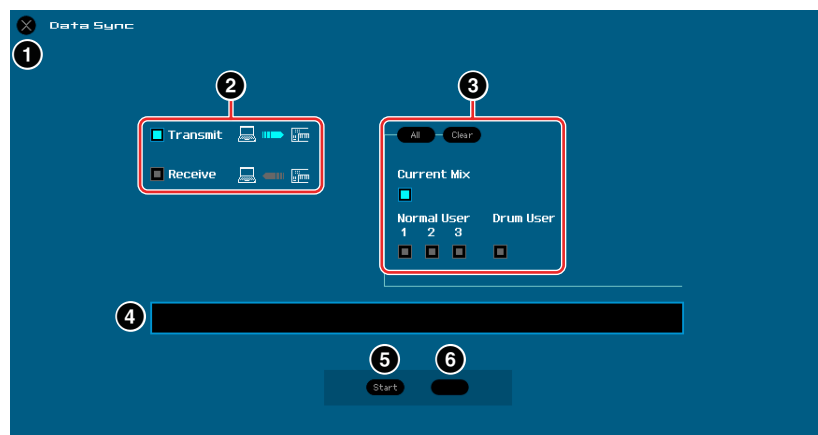 Data Sync
1
2
3
Transmit
Receive
All Clear
Current Mix
Normal User Drum User
1 2 3
4
5 6
Start